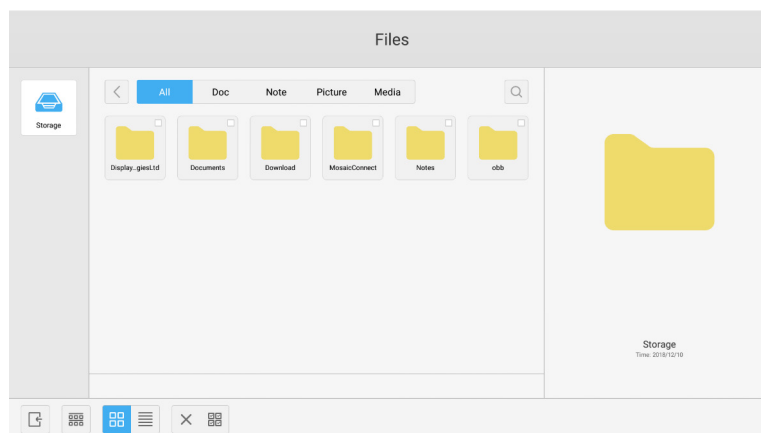 Files
Storage
All Doc Note Picture Media
Display...giesLtd Documents Download MosaicConnect Notes obb
Storage
Time: 2018/12/10